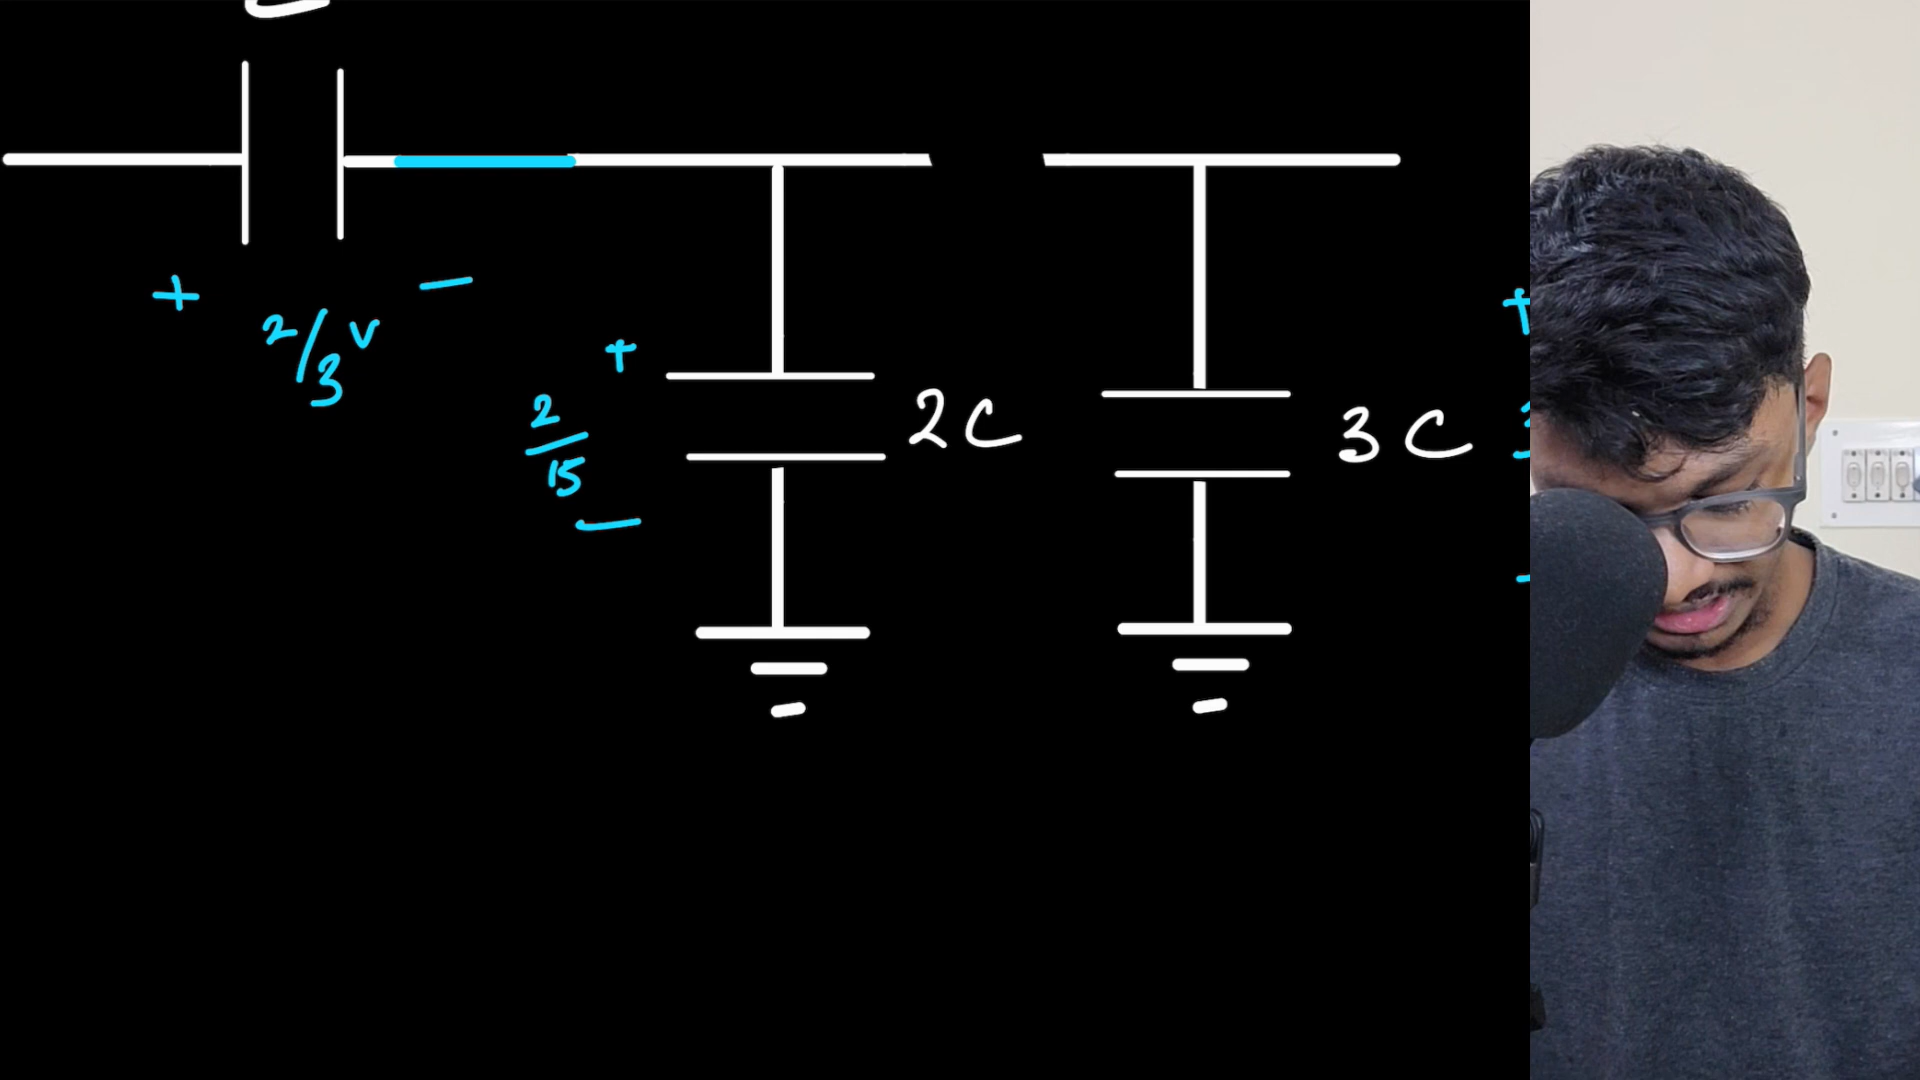 + 2/3 V −
+
2/15
−
2C
3C
+
−